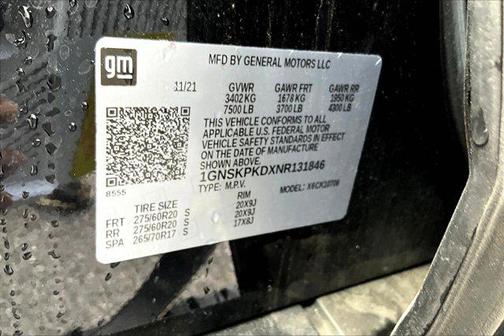 gm
MFD BY GENERAL MOTORS LLC
11/21 GVWR GAWR FRT GAWR RR
3402 KG 1678 KG 1950 KG
7500 LB 3700 LB 4300 LB
THIS VEHICLE CONFORMS TO ALL
APPLICABLE U.S. FEDERAL MOTOR
VEHICLE SAFETY STANDARDS IN EFFECT
ON THE DATE OF MANUFACTURE
SHOWN ABOVE.
1GNSKPKDXNR131846
TYPE: M.P.V. MODEL: X6CK10706
8555
TIRE SIZE RIM
FRT 275/60R20 S 20X9J
RR 275/60R20 S 20X9J
SPA 265/70R17 S 17X8J